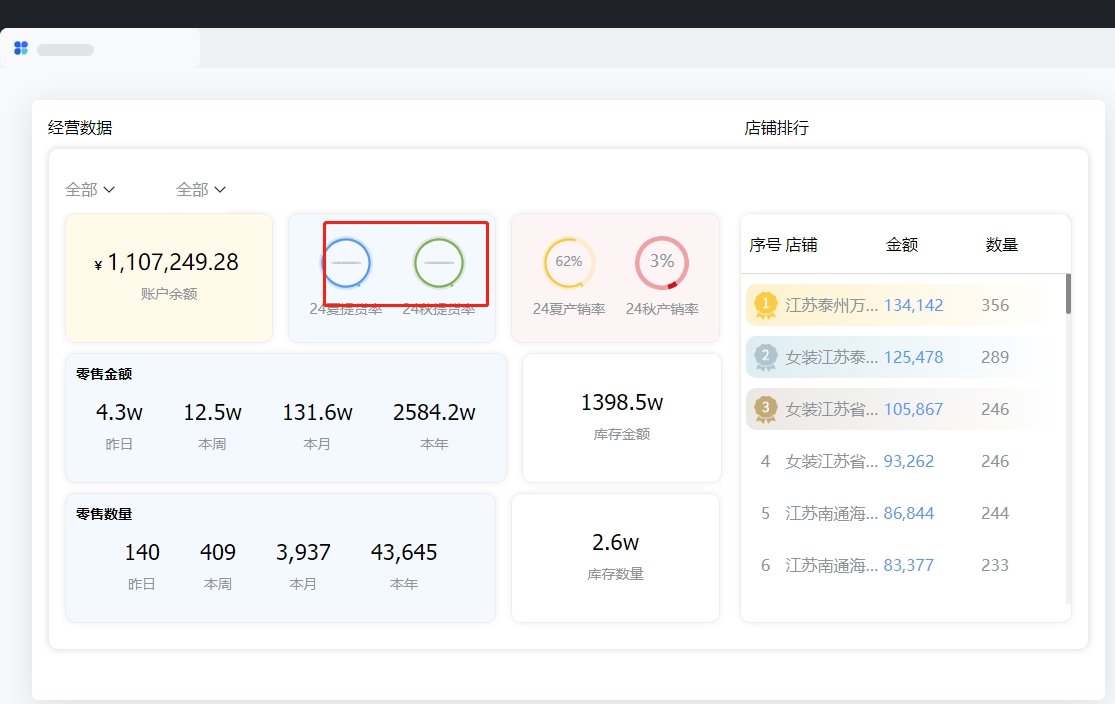 经营数据
店铺排行
全部 全部
¥ 1,107,249.28
账户余额
24夏提货率 24秋提货率
62% 3%
24夏产销率 24秋产销率
零售金额
4.3w 12.5w 131.6w 2584.2w
昨日 本周 本月 本年
1398.5w
库存金额
零售数量
140 409 3,937 43,645
昨日 本周 本月 本年
2.6w
库存数量
序号 店铺 金额 数量
1 江苏泰州万... 134,142 356
2 女装江苏泰... 125,478 289
3 女装江苏省... 105,867 246
4 女装江苏省... 93,262 246
5 江苏南通海... 86,844 244
6 江苏南通海... 83,377 233